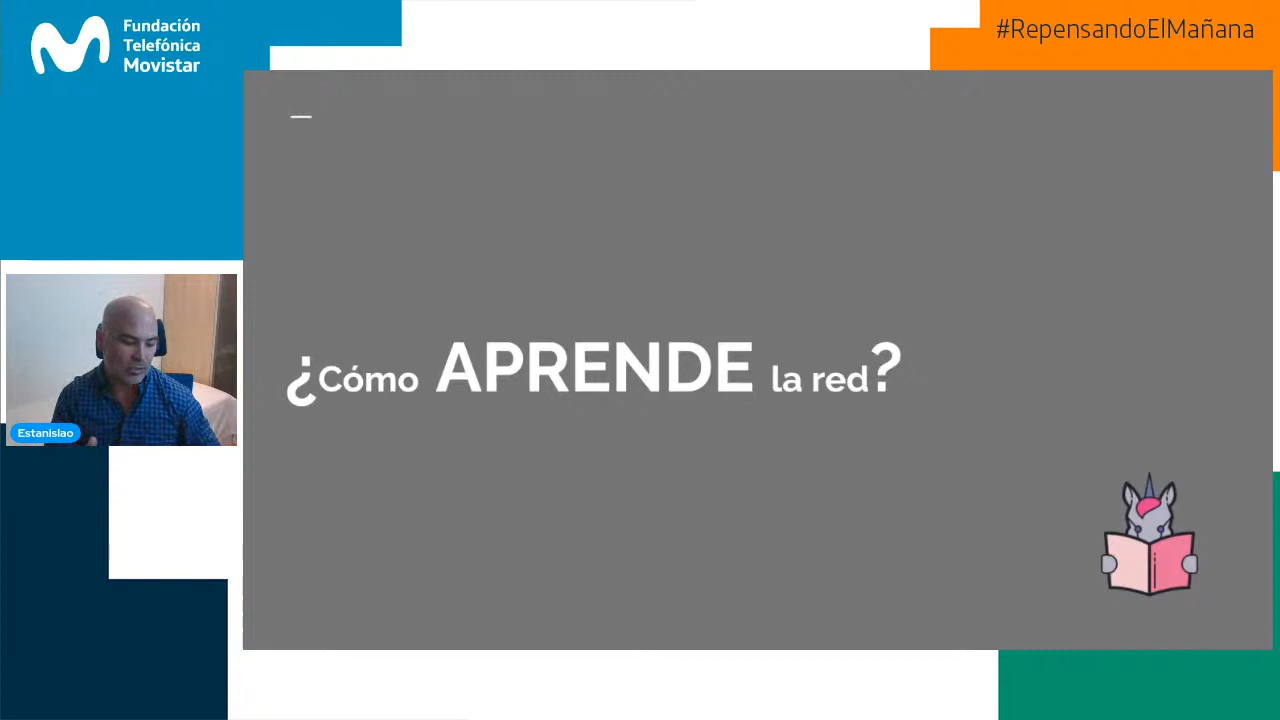 Fundación
Telefónica
Movistar
#RepensandoElMañana
¿Cómo APRENDE la red?
Estanislao